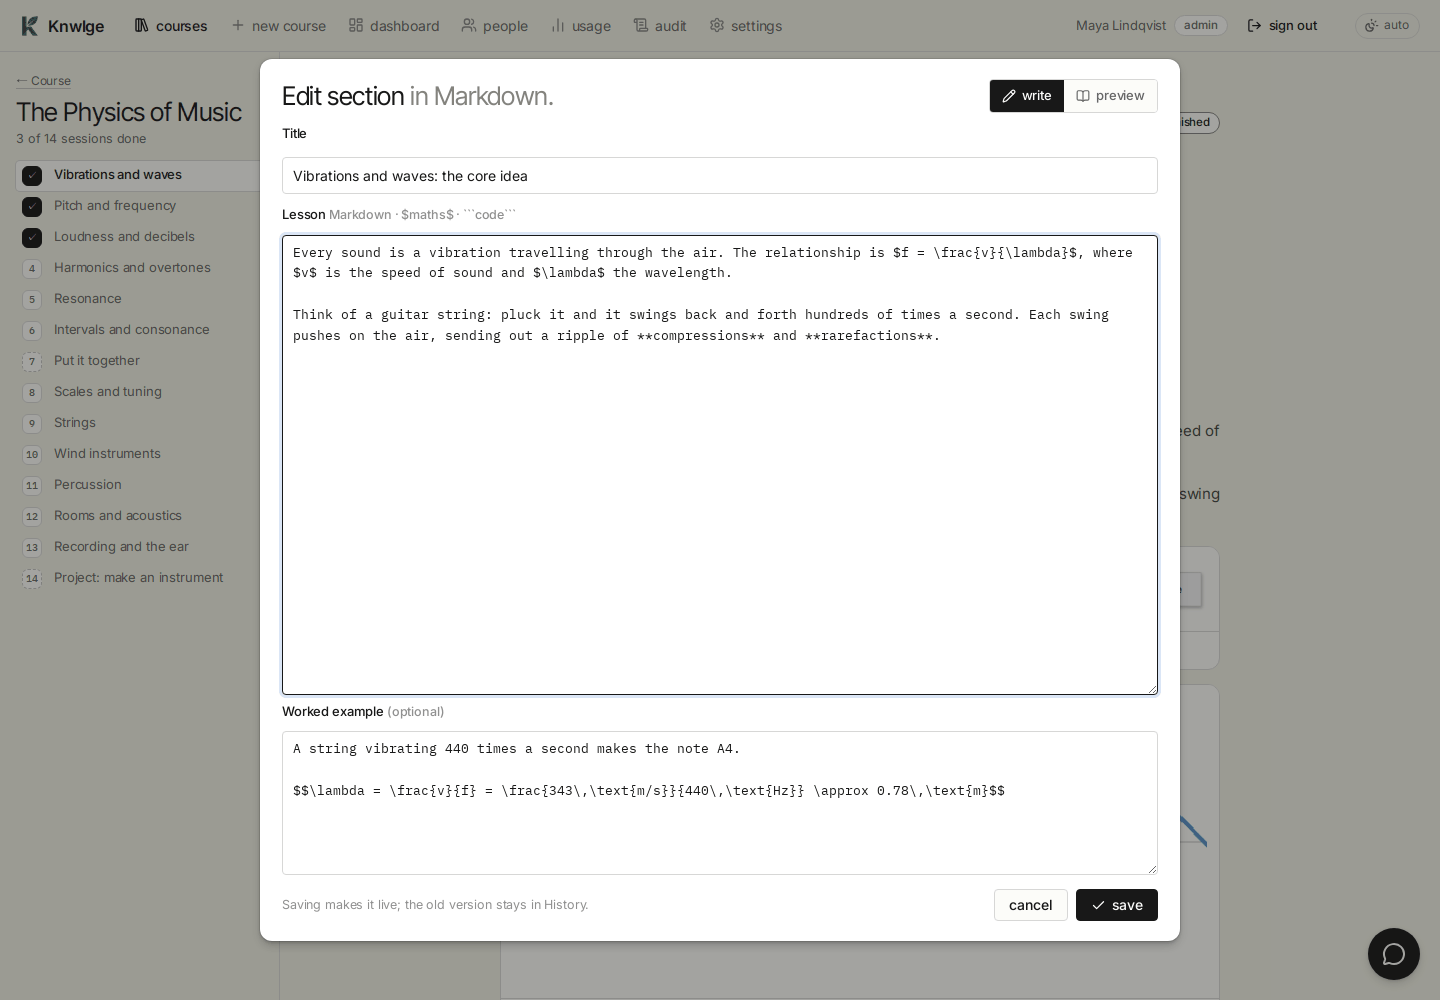 Knwlge
courses
new course
dashboard
people
usage
audit
settings
Maya Lindqvist
admin
sign out
auto
← Course
The Physics of Music
3 of 14 sessions done
Vibrations and waves
Pitch and frequency
Loudness and decibels
4 Harmonics and overtones
5 Resonance
6 Intervals and consonance
7 Put it together
8 Scales and tuning
9 Strings
10 Wind instruments
11 Percussion
12 Rooms and acoustics
13 Recording and the ear
14 Project: make an instrument
Edit section in Markdown.
write
preview
Title
Vibrations and waves: the core idea
Lesson Markdown · $maths$ · ```code```
Every sound is a vibration travelling through the air. The relationship is $f = \frac{v}{\lambda}$, where
$v$ is the speed of sound and $\lambda$ the wavelength.
Think of a guitar string: pluck it and it swings back and forth hundreds of times a second. Each swing
pushes on the air, sending out a ripple of **compressions** and **rarefactions**.
Worked example (optional)
A string vibrating 440 times a second makes the note A4.
$$\lambda = \frac{v}{f} = \frac{343\,\text{m/s}}{440\,\text{Hz}} \approx 0.78\,\text{m}$$
Saving makes it live; the old version stays in History.
cancel
save
of
swing